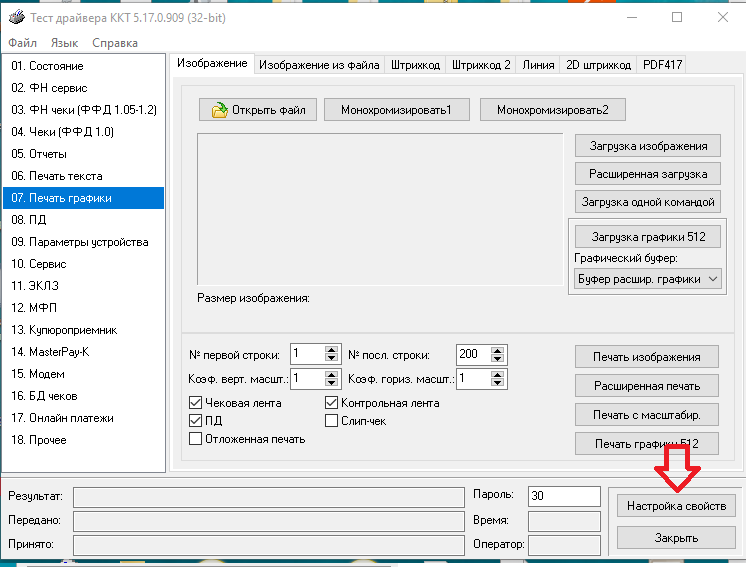 Тест драйвера ККТ 5.17.0.909 (32-bit)
Файл Язык Справка
01. Состояние
02. ФН сервис
03. ФН чеки (ФФД 1.05-1.2)
04. Чеки (ФФД 1.0)
05. Отчеты
06. Печать текста
07. Печать графики
08. ПД
09. Параметры устройства
10. Сервис
11. ЭКЛЗ
12. МФП
13. Купюроприемник
14. MasterPay-K
15. Модем
16. БД чеков
17. Онлайн платежи
18. Прочее
Изображение Изображение из файла Штрихкод Штрихкод 2 Линия 2D штрихкод PDF417
Открыть файл Монохромизировать1 Монохромизировать2
Загрузка изображения
Расширенная загрузка
Загрузка одной командой
Загрузка графики 512
Графический буфер:
Буфер расшир. графики
Размер изображения:
№ первой строки: 1 № посл. строки: 200
Коэф. верт. масшт.: 1 Коэф. гориз. масшт.: 1
Чековая лента Контрольная лента
ПД Слип-чек
Отложенная печать
Печать изображения
Расширенная печать
Печать с масштабир.
Печать графики 512
Результат:
Передано:
Принято:
Пароль: 30
Время:
Оператор:
Настройка свойств
Закрыть